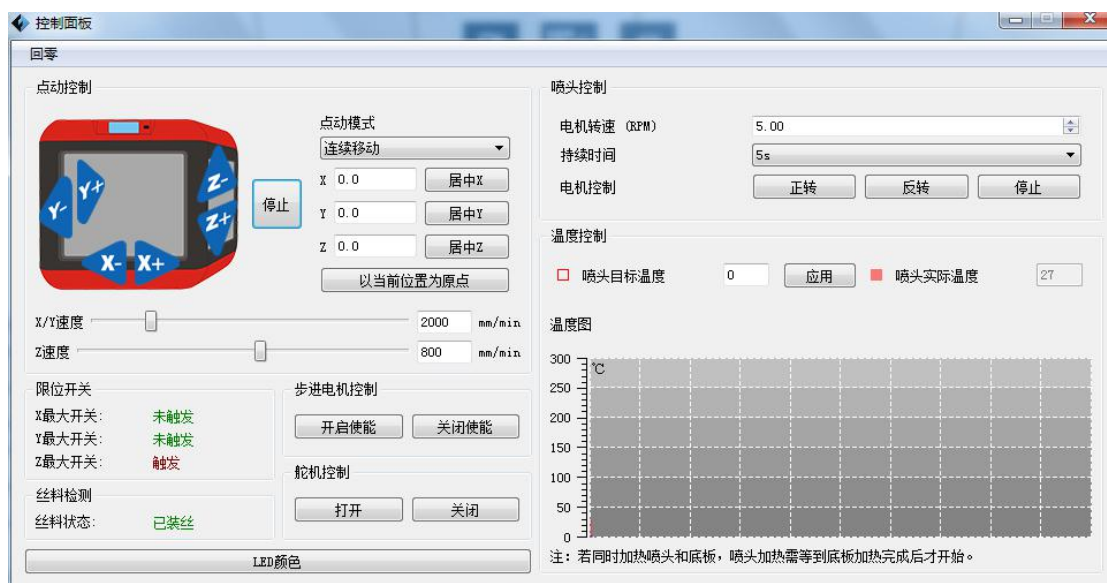 控制面板
回零
点动控制
Y-
Y+
Z-
Z+
X-
X+
停止
点动模式
连续移动
X 0.0 居中X
Y 0.0 居中Y
Z 0.0 居中Z
以当前位置为原点
X/Y速度 2000 mm/min
Z速度 800 mm/min
限位开关
X最大开关: 未触发
Y最大开关: 未触发
Z最大开关: 触发
丝料检测
丝料状态: 已装丝
步进电机控制
开启使能 关闭使能
舵机控制
打开 关闭
LED颜色
喷头控制
电机转速 (RPM) 5.00
持续时间 5s
电机控制 正转 反转 停止
温度控制
喷头目标温度 0 应用 喷头实际温度 27
温度图
℃
300
250
200
150
100
50
0
注: 若同时加热喷头和底板，喷头加热需等到底板加热完成后才开始。